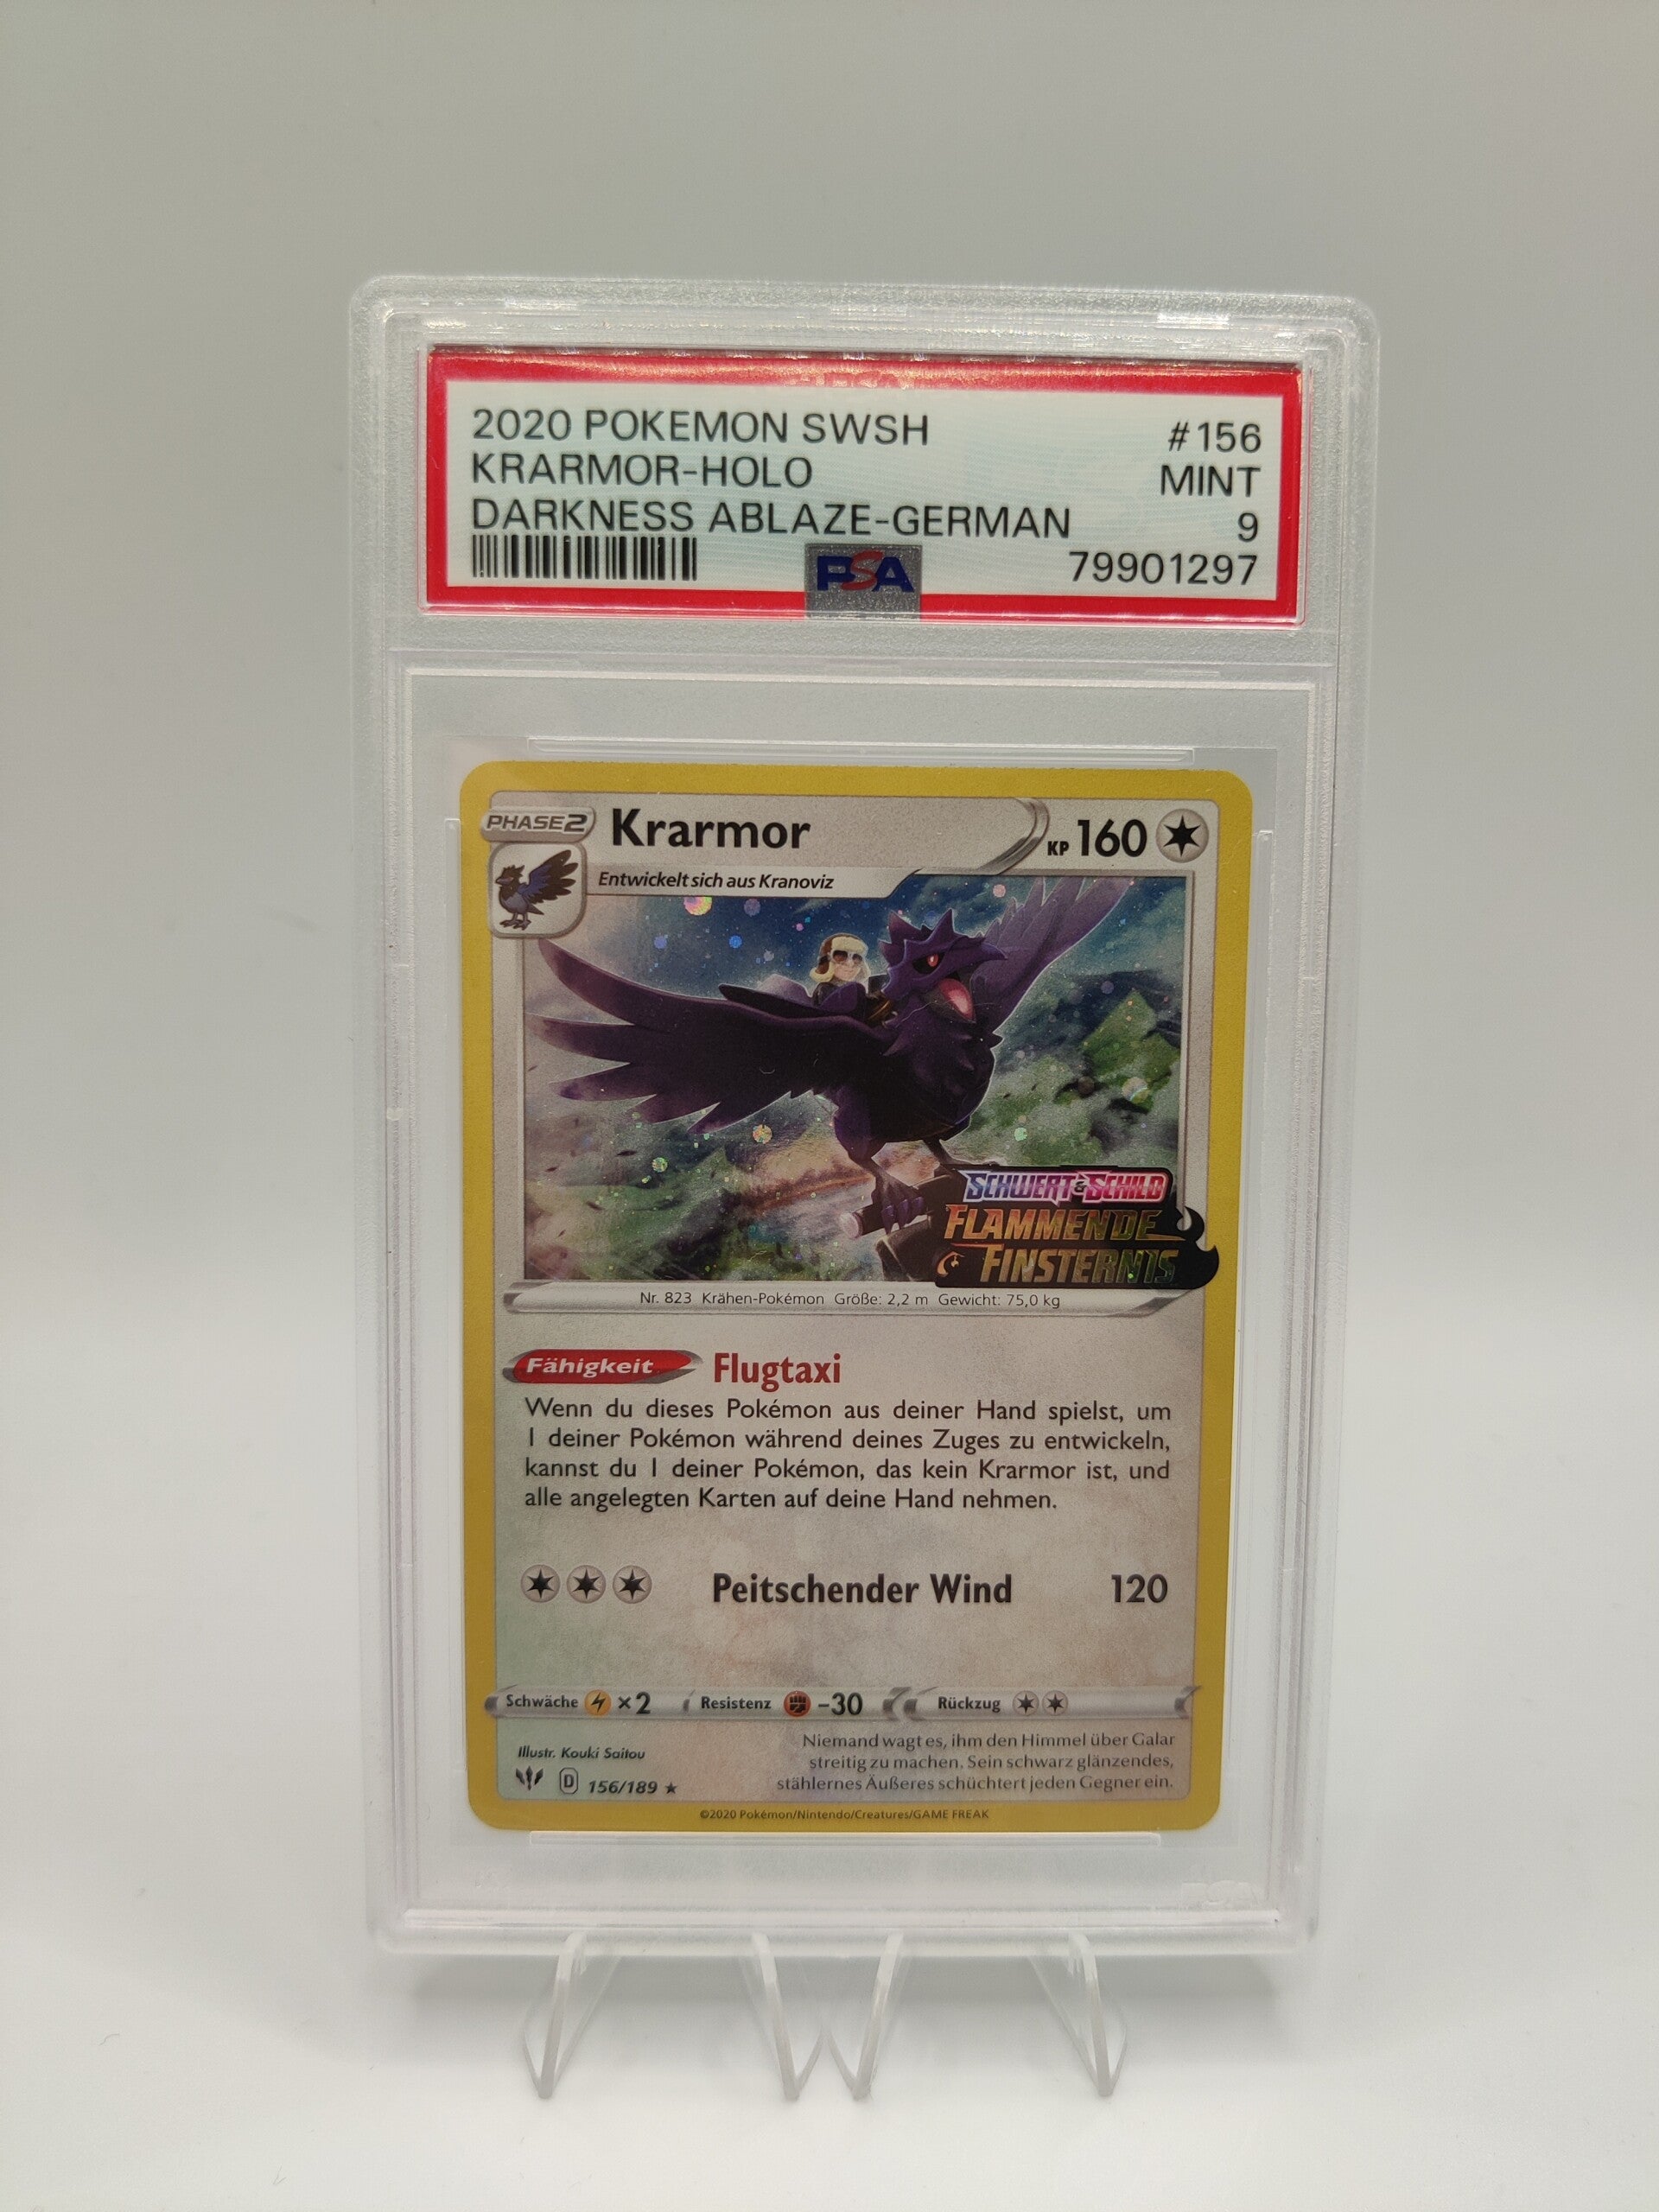 2020 POKEMON SWSH #156
KRARMOR-HOLO MINT
DARKNESS ABLAZE-GERMAN 9
PSA 79901297
PHASE 2 Krarmor KP 160
Entwickelt sich aus Kranoviz
SCHWERT & SCHILD
FLAMMENDE
FINSTERNIS
Nr. 823 Krähen-Pokémon Größe: 2,2 m Gewicht: 75,0 kg
Fähigkeit Flugtaxi
Wenn du dieses Pokémon aus deiner Hand spielst, um
1 deiner Pokémon während deines Zuges zu entwickeln,
kannst du 1 deiner Pokémon, das kein Krarmor ist, und
alle angelegten Karten auf deine Hand nehmen.
Peitschender Wind 120
Schwäche ×2 Resistenz -30 Rückzug
Niemand wagt es, ihm den Himmel über Galar
streitig zu machen. Sein schwarz glänzendes,
stählernes Äußeres schüchtert jeden Gegner ein.
Illustr. Kouki Saitou
D 156/189 ★
©2020 Pokémon/Nintendo/Creatures/GAME FREAK